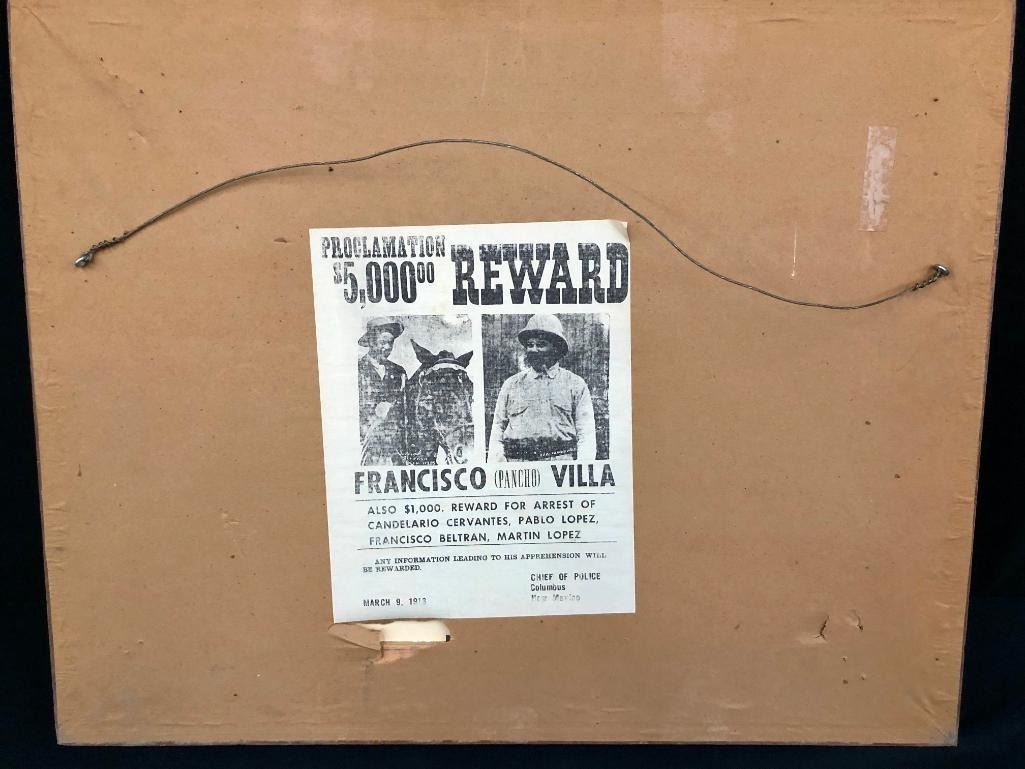 PROCLAMATION
$5,000⁰⁰ REWARD
FRANCISCO (PANCHO) VILLA
ALSO $1,000. REWARD FOR ARREST OF
CANDELARIO CERVANTES, PABLO LOPEZ,
FRANCISCO BELTRAN, MARTIN LOPEZ
ANY INFORMATION LEADING TO HIS APPREHENSION WILL
BE REWARDED.
CHIEF OF POLICE
Columbus
New Mexico
MARCH 9,